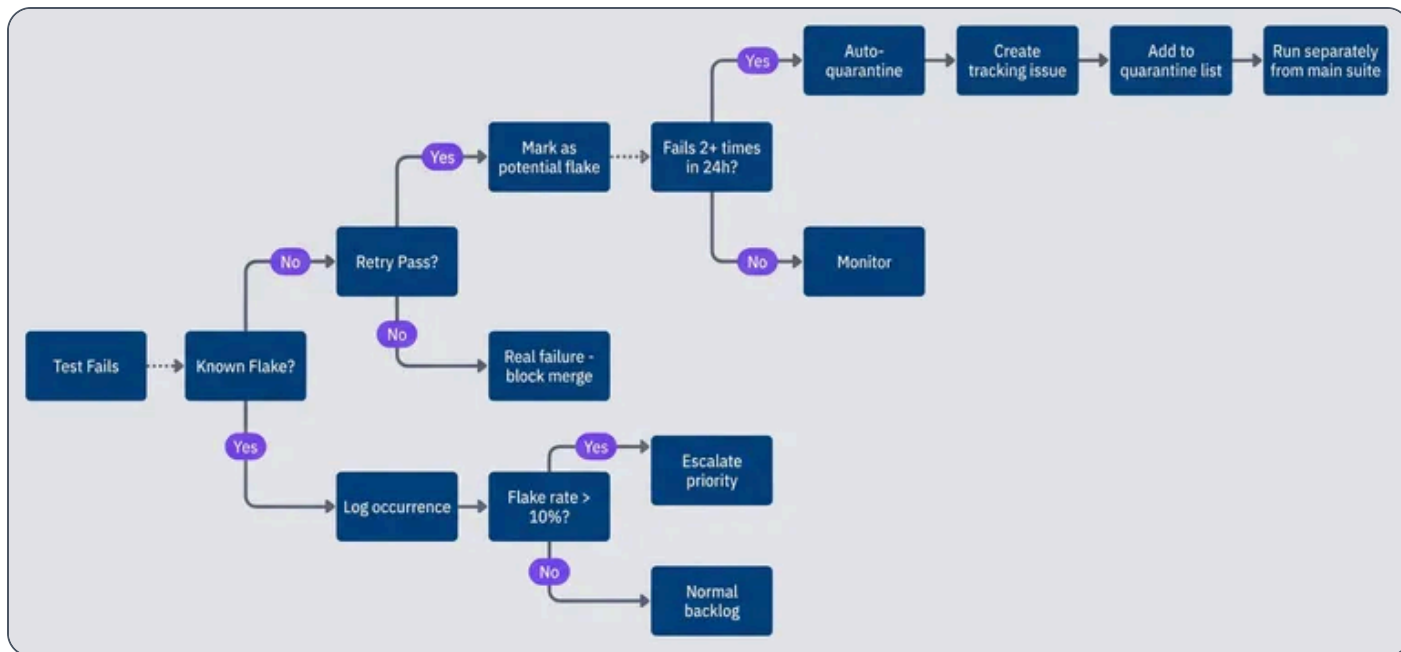 Yes
Auto-
quarantine
Create
tracking issue
Add to
quarantine list
Run separately
from main suite
Yes
Mark as
potential flake
Fails 2+ times
in 24h?
No
Retry Pass?
No
Monitor
No
Test Fails
Known Flake?
Real failure -
block merge
Yes
Yes
Escalate
priority
Log occurrence
Flake rate >
10%?
No
Normal
backlog